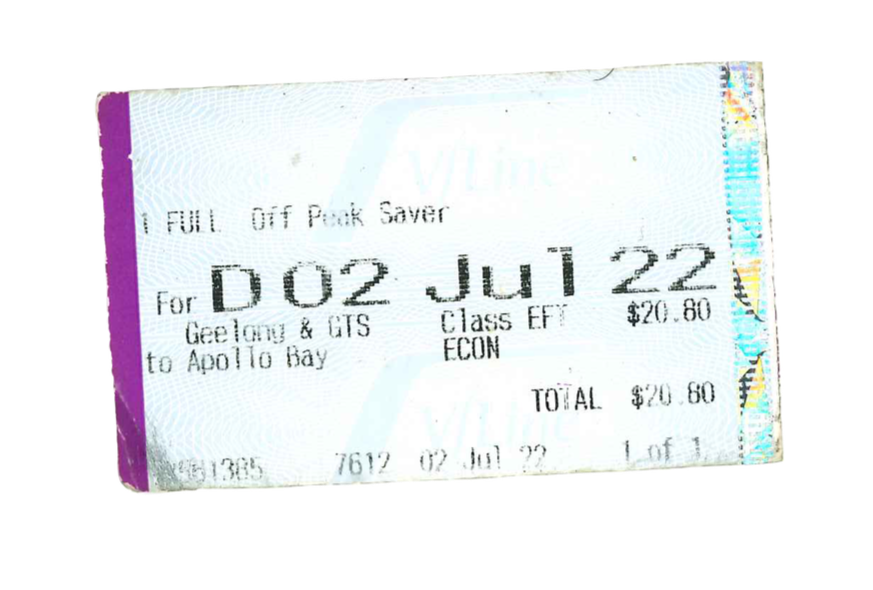 V/Line
1 FULL Off Peak Saver
For D 02 Jul 22
Geelong & GTS Class EFT $20.80
to Apollo Bay ECON
TOTAL $20.80
V/Line
7612 02 Jul 22 1 of 1